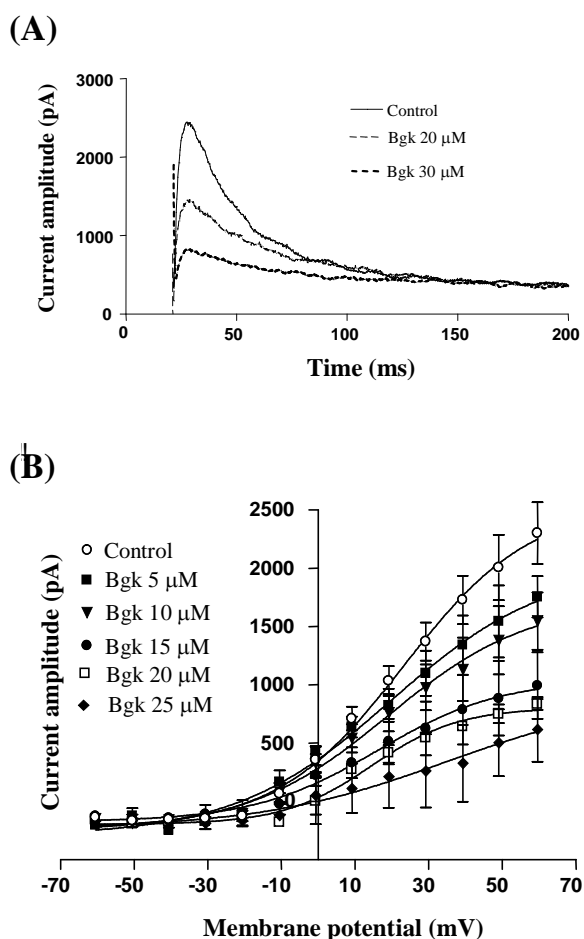 (A)
3000
2000
1000
0
Current amplitude (pA)
Control
Bgk 20 µM
Bgk 30 µM
0
50
100
150
200
Time (ms)
(B)
2500
2000
1500
1000
500
0
Current amplitude (pA)
Control
Bgk 5 µM
Bgk 10 µM
Bgk 15 µM
Bgk 20 µM
Bgk 25 µM
-70
-50
-30
-10
10
30
50
70
Membrane potential (mV)